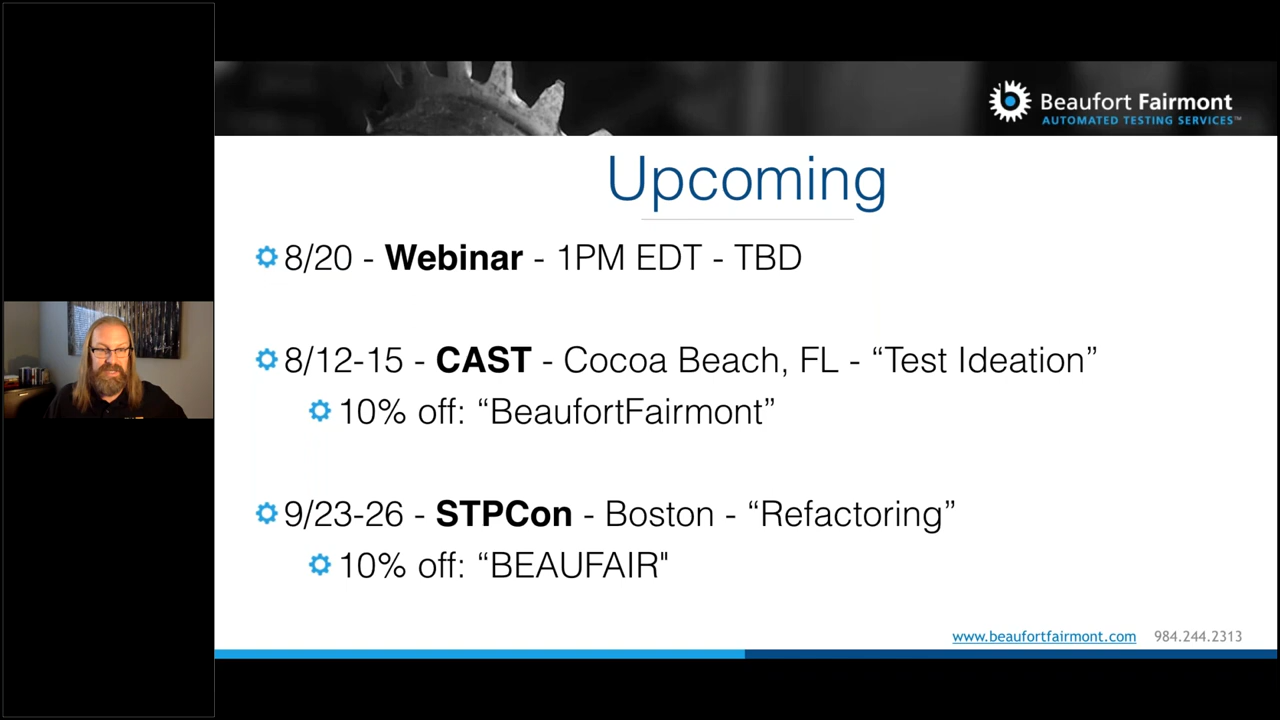 Beaufort Fairmont
AUTOMATED TESTING SERVICES™
Upcoming
8/20 - Webinar - 1PM EDT - TBD
8/12-15 - CAST - Cocoa Beach, FL - “Test Ideation”
10% off: “BeaufortFairmont”
9/23-26 - STPCon - Boston - “Refactoring”
10% off: “BEAUFAIR"
www.beaufortfairmont.com 984.244.2313